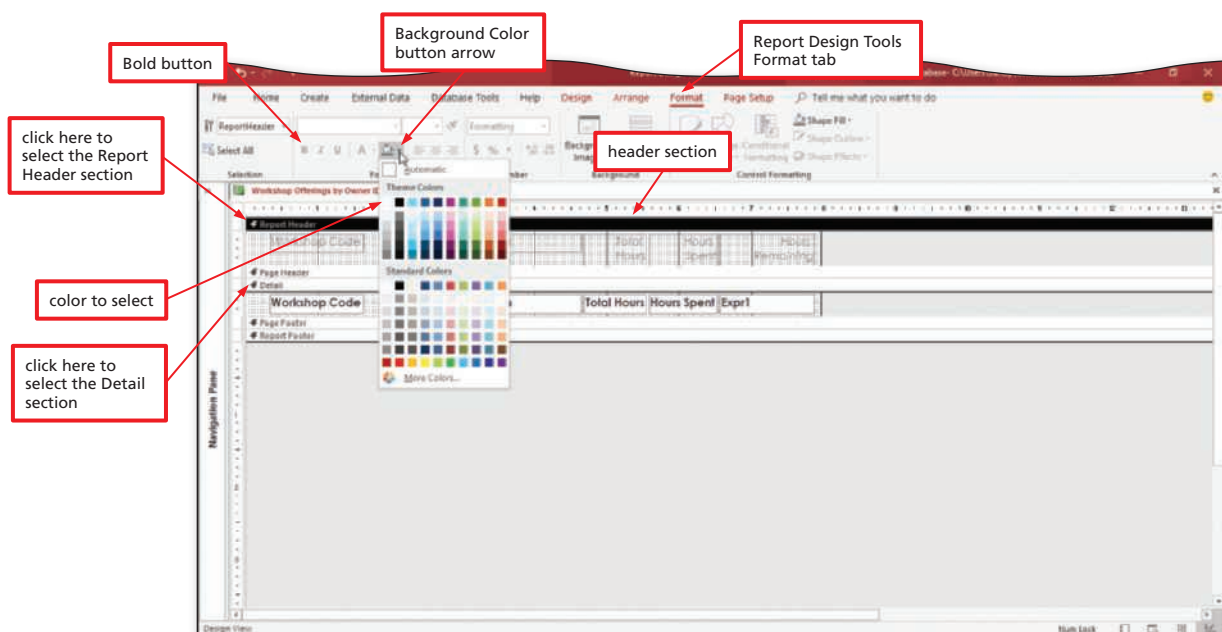 Background Color
button arrow
Report Design Tools
Format tab
Bold button
File Home Create External Data Database Tools Help Design Arrange Format Page Setup Tell me what you want to do
ReportHeader
Formatting
Shape Fill
Shape Outline
Select All
B I U A
$ %
Conditional
Formatting
Shape Effects
Selection
Background
Control Formatting
click here to
select the Report
Header section
header section
Automatic
Workshop Offerings by Owner
Theme Colors
Report Header
Workshop Code
Total
Hours
Hours
Spent
Hours
Remaining
Page Header
Standard Colors
Detail
color to select
Workshop Code
Total Hours Hours Spent Expr1
Page Footer
Report Footer
click here to
select the Detail
section
More Colors...
Navigation Pane
Design View
Num Lock